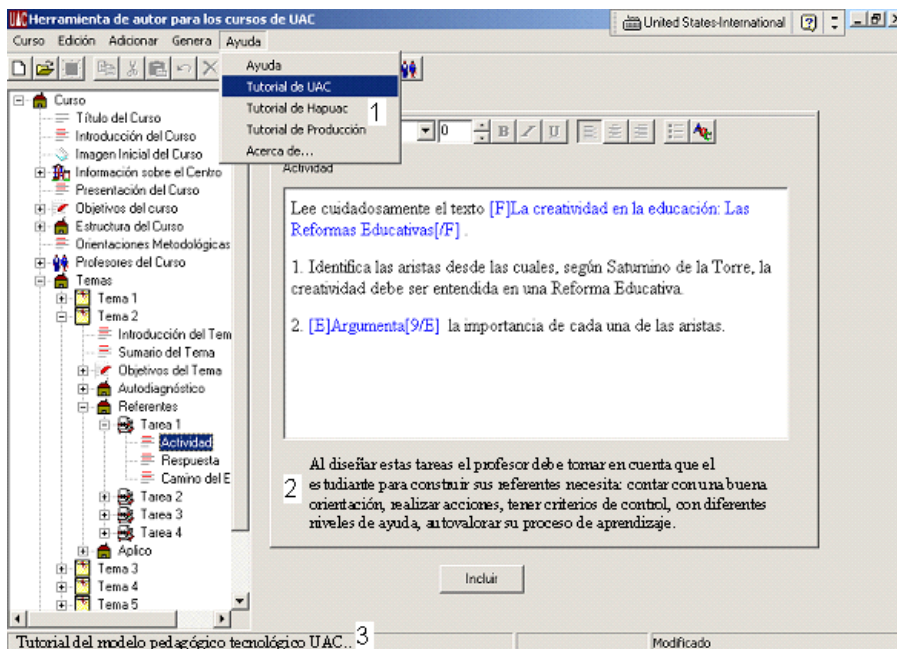 UAC Herramienta de autor para los cursos de UAC
United States-International
Curso Edición Adicionar Genera Ayuda
Ayuda
Tutorial de UAC
Tutorial de Hapuac
1
Tutorial de Producción
Acerca de...
0
B I U
Curso
Título del Curso
Introducción del Curso
Imagen Inicial del Curso
Información sobre el Centro
Presentación del Curso
Objetivos del curso
Estructura del Curso
Orientaciones Metodológicas
Profesores del Curso
Temas
Tema 1
Tema 2
Introducción del Tem
Sumario del Tema
Objetivos del Tema
Autodiagnóstico
Referentes
Tarea 1
Actividad
Respuesta
Camino del E
Tarea 2
Tarea 3
Tarea 4
Aplico
Tema 3
Tema 4
Tema 5
Actividad
Lee cuidadosamente el texto [F]La creatividad en la educación: Las
Reformas Educativas[/F] .
1. Identifica las aristas desde las cuales, según Saturnino de la Torre, la
creatividad debe ser entendida en una Reforma Educativa.
2. [E]Argumenta[9/E] la importancia de cada una de las aristas.
2
Al diseñar estas tareas el profesor debe tomar en cuenta que el
estudiante para construir sus referentes necesita: contar con una buena
orientación, realizar acciones, tener criterios de control, con diferentes
niveles de ayuda, autovalorar su proceso de aprendizaje.
Incluir
Tutorial del modelo pedagógico tecnológico UAC.. 3
Modificado